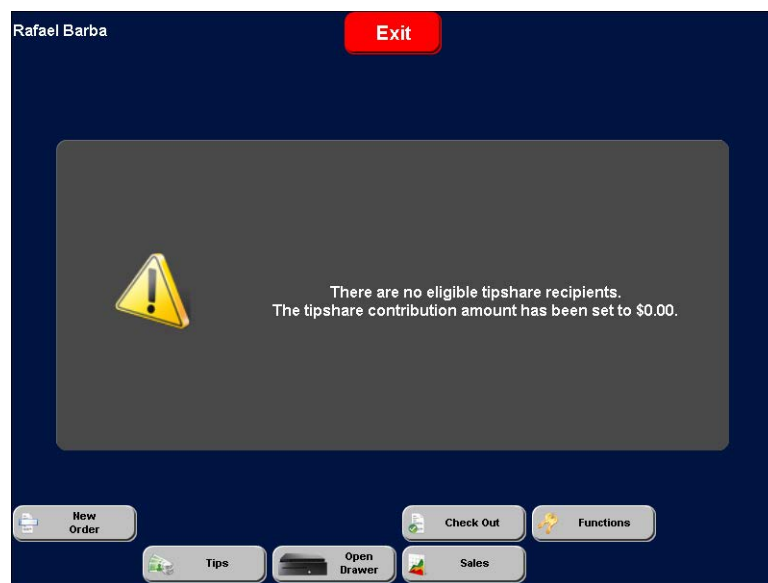 Rafael Barba
Exit
There are no eligible tipshare recipients.
The tipshare contribution amount has been set to $0.00.
New
Order
Check Out
Functions
Tips
Open
Drawer
Sales